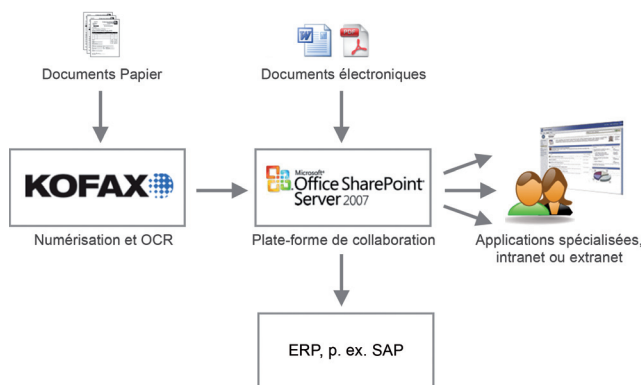 Documents Papier
Documents électroniques
W
PDF
KOFAX
Microsoft®
Office SharePoint®
Server 2007
Numérisation et OCR
Plate-forme de collaboration
Applications spécialisées,
intranet ou extranet
ERP, p. ex. SAP